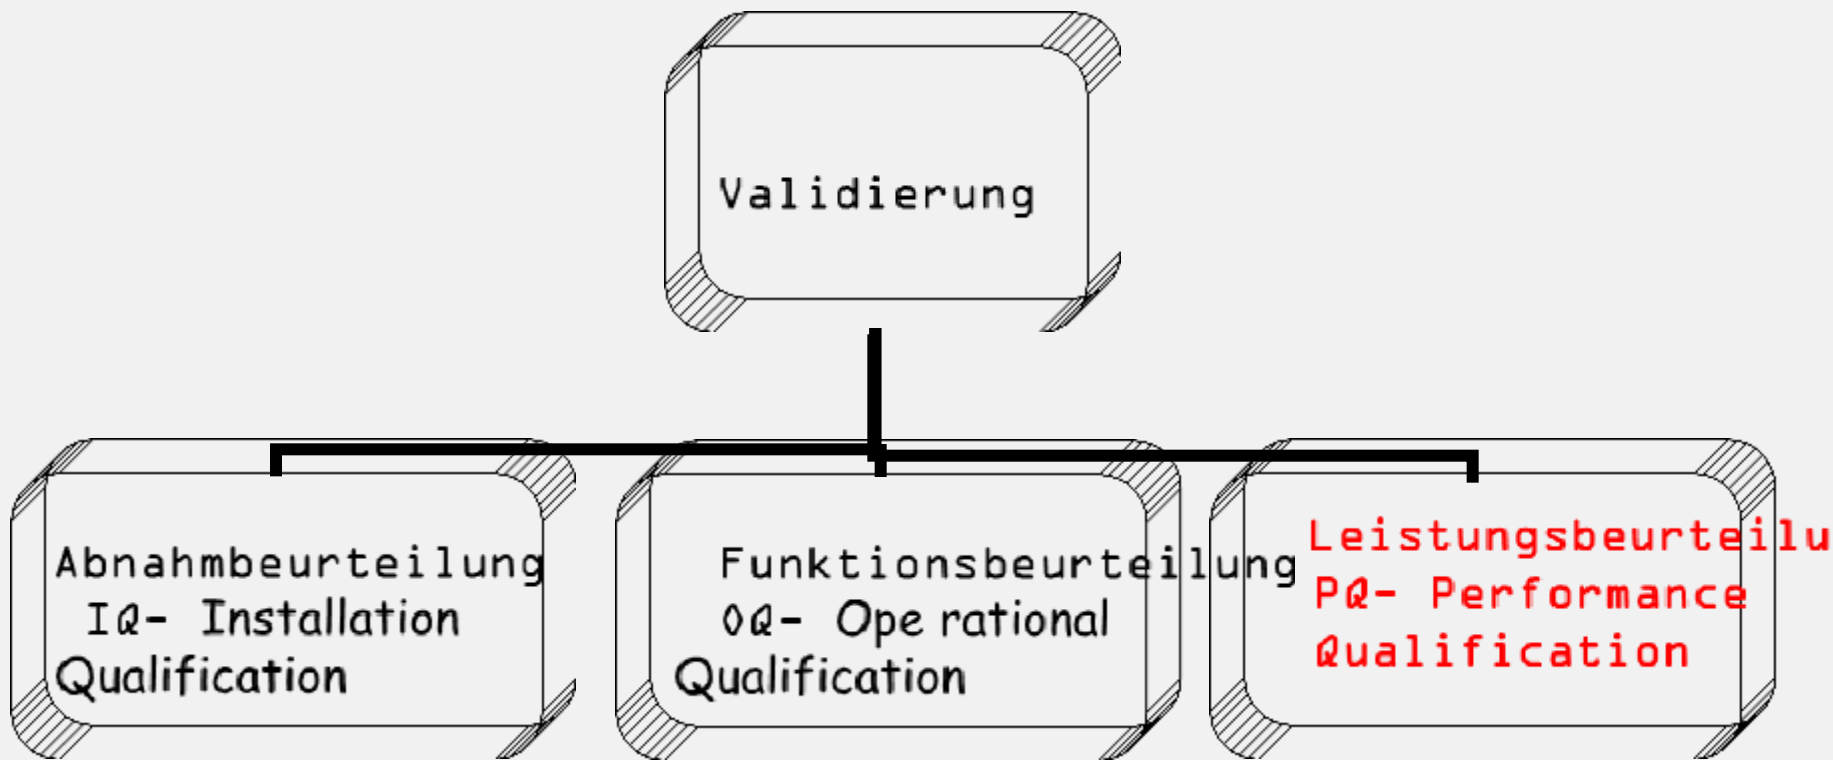 Validierung
Abnahmbeurteilung
IQ- Installation
Qualification
Funktionsbeurteilung
OQ- Ope rational
Qualification
Leistungsbeurteilu
PQ- Performance
Qualification